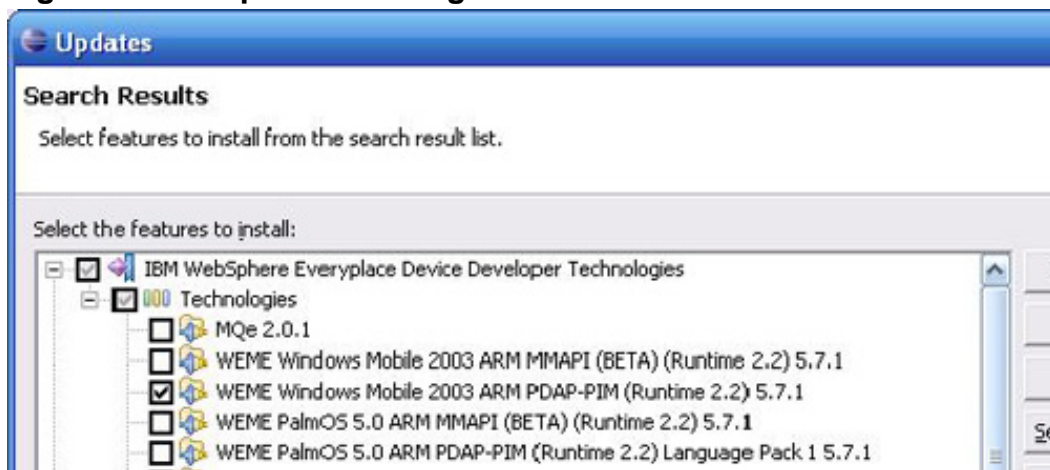 Updates
Search Results
Select features to install from the search result list.
Select the features to install:
IBM WebSphere Everyplace Device Developer Technologies
Technologies
MQe 2.0.1
WEME Windows Mobile 2003 ARM MMAPI (BETA) (Runtime 2.2) 5.7.1
WEME Windows Mobile 2003 ARM PDAP-PIM (Runtime 2.2) 5.7.1
WEME PalmOS 5.0 ARM MMAPI (BETA) (Runtime 2.2) 5.7.1
Se
WEME PalmOS 5.0 ARM PDAP-PIM (Runtime 2.2) Language Pack 1 5.7.1